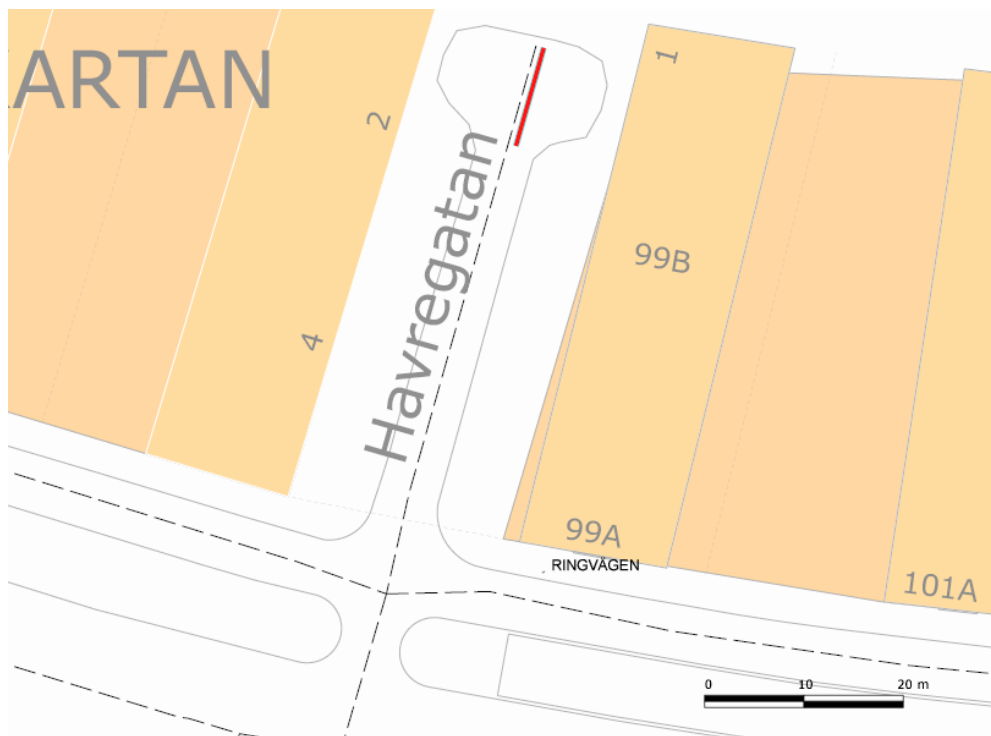 ARTAN
2
1
Havregatan
99B
4
99A
RINGVÄGEN
101A
0 10 20 m